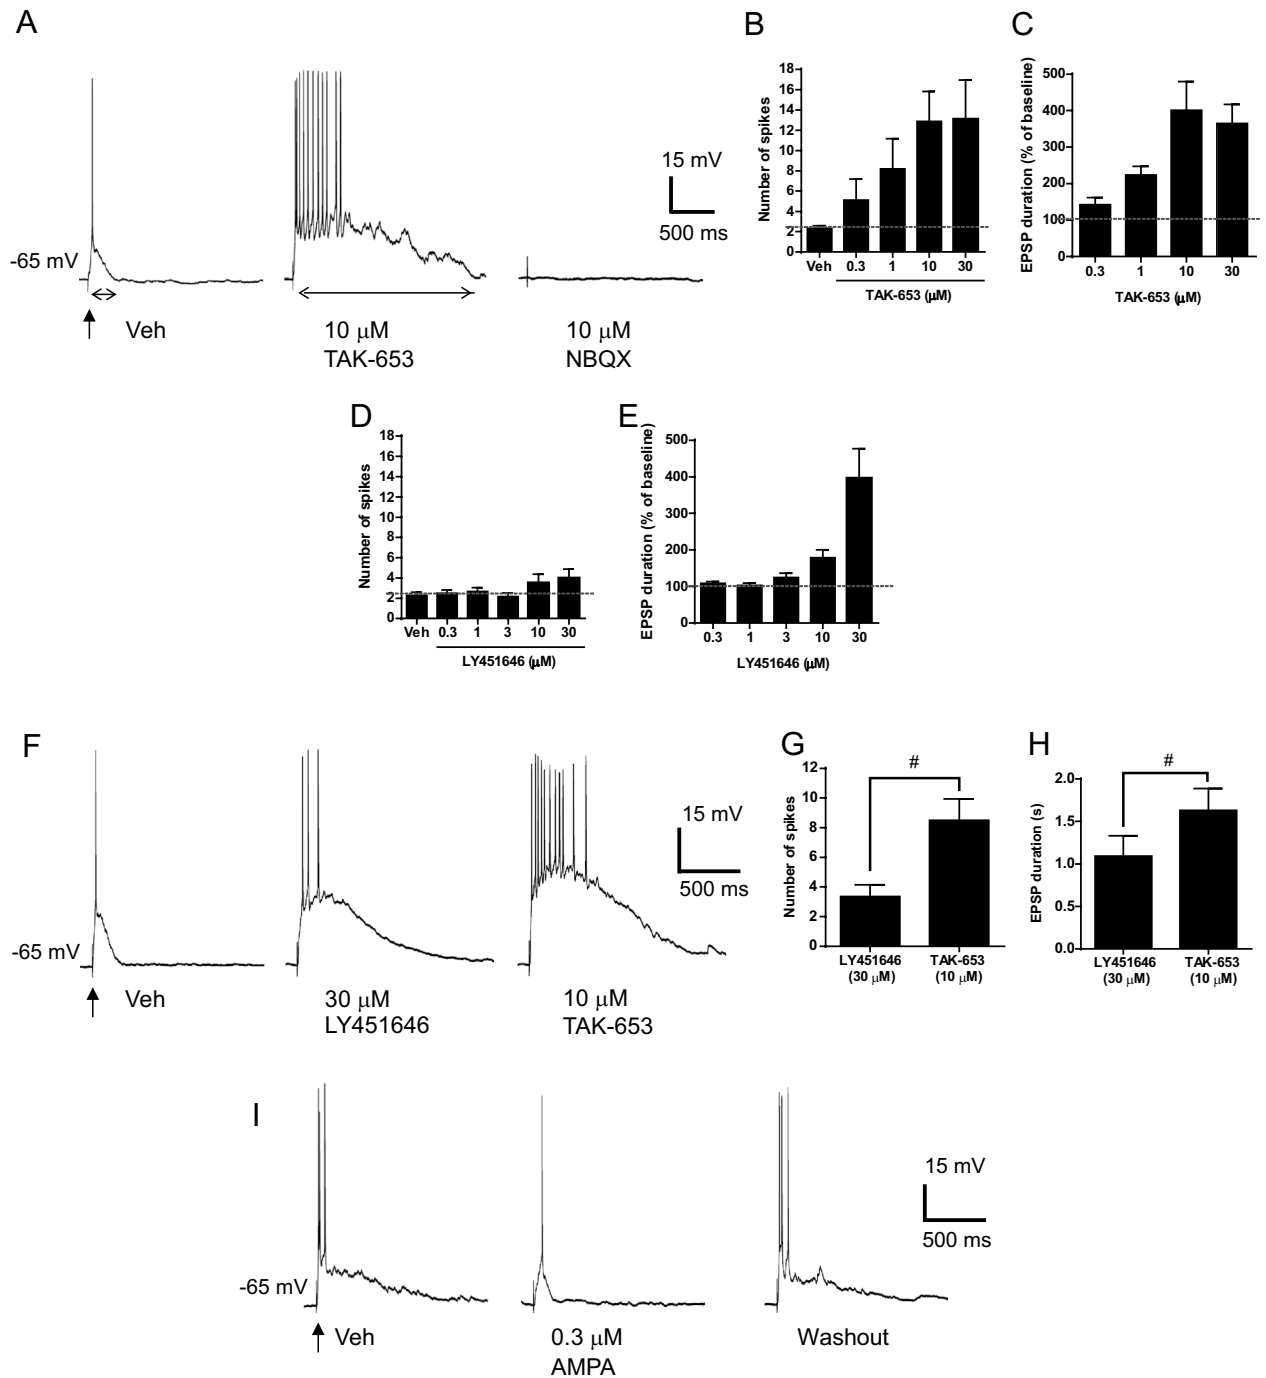 A
-65 mV
Veh
10 μM
TAK-653
10 μM
NBQX
15 mV
500 ms
B
Number of spikes
18
16
14
12
10
8
6
4
2
0
Veh 0.3 1 10 30
TAK-653 (μM)
C
EPSP duration (% of baseline)
500
400
300
200
100
0
0.3 1 10 30
TAK-653 (μM)
D
Number of spikes
18
16
14
12
10
8
6
4
2
0
Veh 0.3 1 3 10 30
LY451646 (μM)
E
EPSP duration (% of baseline)
500
400
300
200
100
0
0.3 1 3 10 30
LY451646 (μM)
F
-65 mV
Veh
30 μM
LY451646
10 μM
TAK-653
15 mV
500 ms
G
Number of spikes
12
10
8
6
4
2
0
#
LY451646 TAK-653
(30 μM) (10 μM)
H
EPSP duration (s)
2.0
1.5
1.0
0.5
0.0
#
LY451646 TAK-653
(30 μM) (10 μM)
I
-65 mV
Veh
0.3 μM
AMPA
Washout
15 mV
500 ms